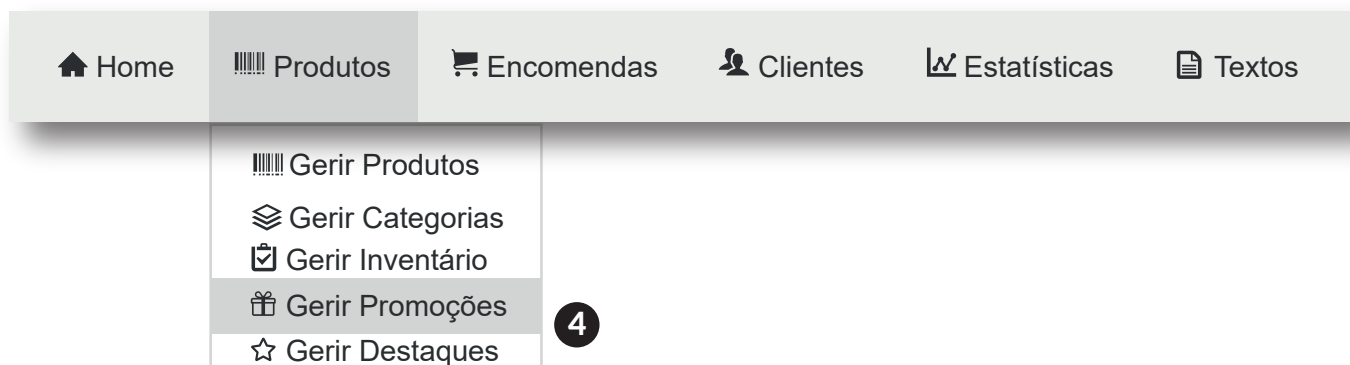 Home Produtos Encomendas Clientes Estatísticas Textos
Gerir Produtos
Gerir Categorias
Gerir Inventário
Gerir Promoções
4
Gerir Destaques